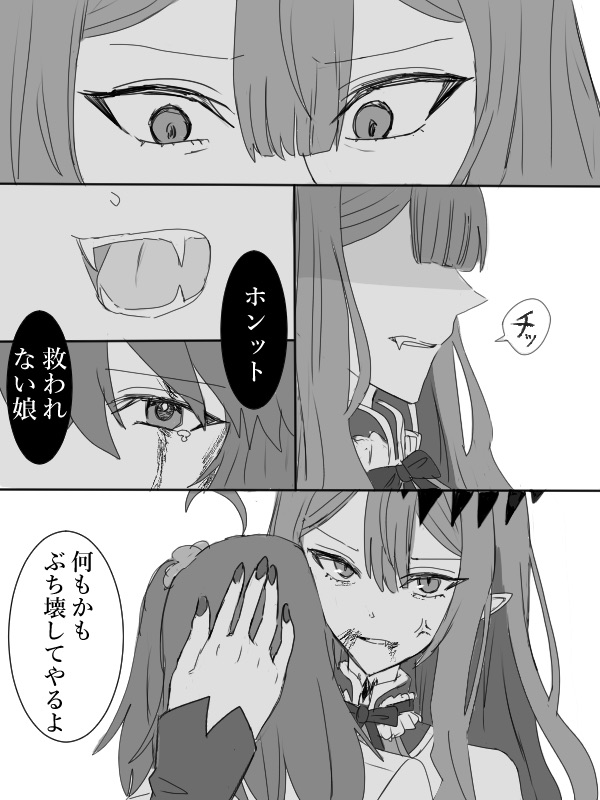 ホンット
救われ
ない娘
チッ
何もかも
ぶち壊してやるよ